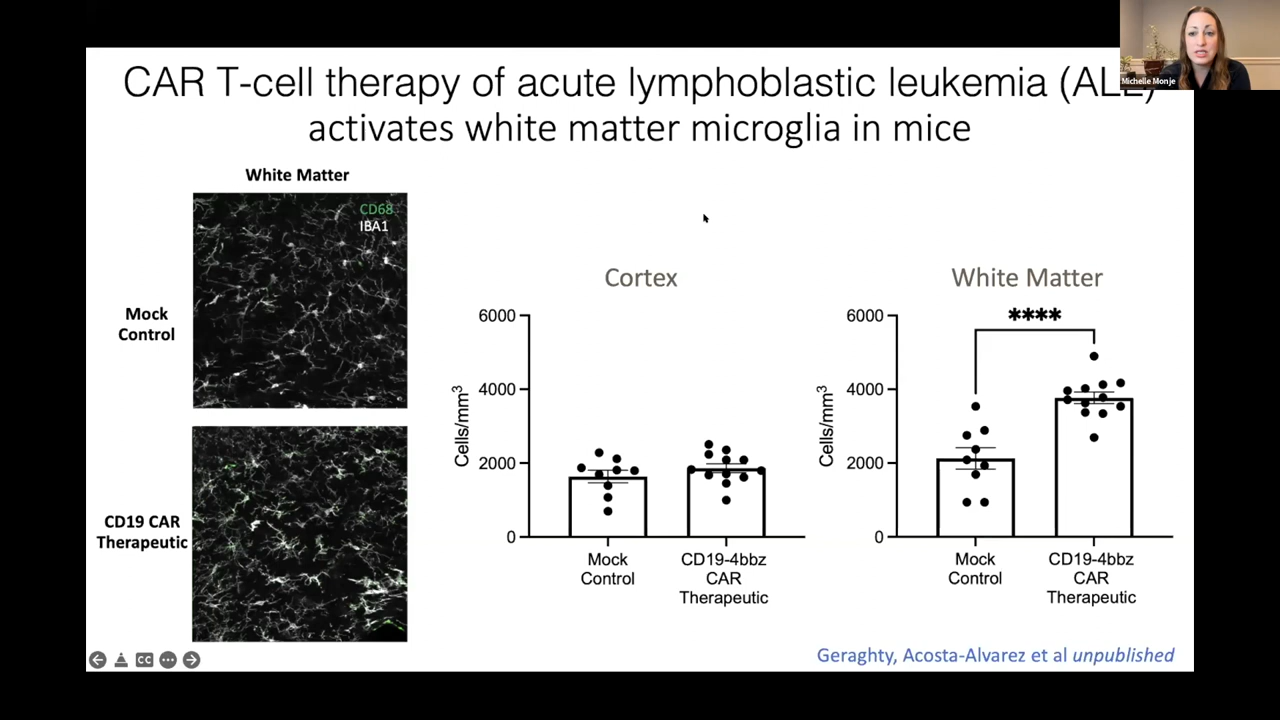 CAR T-cell therapy of acute lymphoblastic leukemia (ALL)
activates white matter microglia in mice
Michelle Monje
White Matter
CD68
IBA1
Mock
Control
CD19 CAR
Therapeutic
Cortex
6000
4000
2000
0
Cells/mm³
Mock
Control
CD19-4bbz
CAR
Therapeutic
White Matter
****
6000
4000
2000
0
Cells/mm³
Mock
Control
CD19-4bbz
CAR
Therapeutic
CC
Geraghty, Acosta-Alvarez et al unpublished